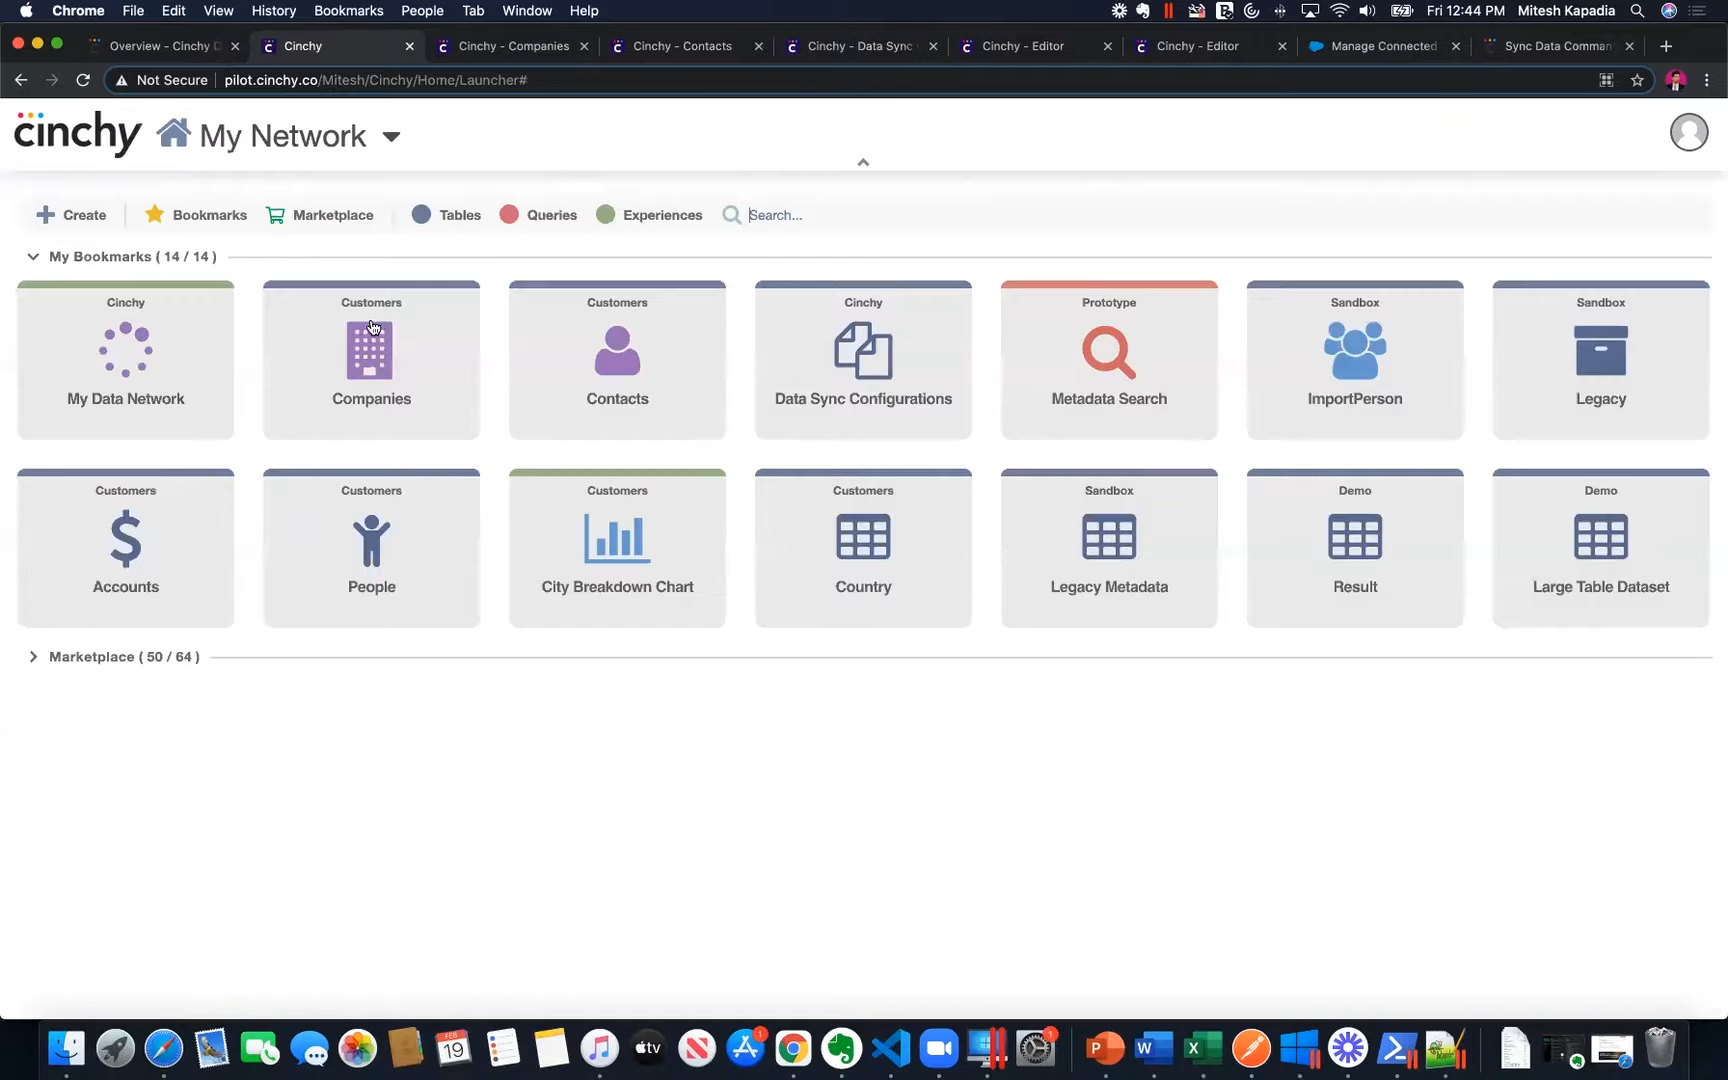 Chrome File Edit View History Bookmarks People Tab Window Help Fri 12:44 PM Mitesh Kapadia
Overview - Cinchy D Cinchy Cinchy - Companies Cinchy - Contacts Cinchy - Data Sync Cinchy - Editor Cinchy - Editor Manage Connected Sync Data Comman
Not Secure pilot.cinchy.co/Mitesh/Cinchy/Home/Launcher#
cinchy My Network
Create Bookmarks Marketplace Tables Queries Experiences Search...
My Bookmarks ( 14 / 14 )
Cinchy
My Data Network
Customers
Companies
Customers
Contacts
Cinchy
Data Sync Configurations
Prototype
Metadata Search
Sandbox
ImportPerson
Sandbox
Legacy
Customers
Accounts
Customers
People
Customers
City Breakdown Chart
Customers
Country
Sandbox
Legacy Metadata
Demo
Result
Demo
Large Table Dataset
Marketplace ( 50 / 64 )
FEB
19
tv
1
1